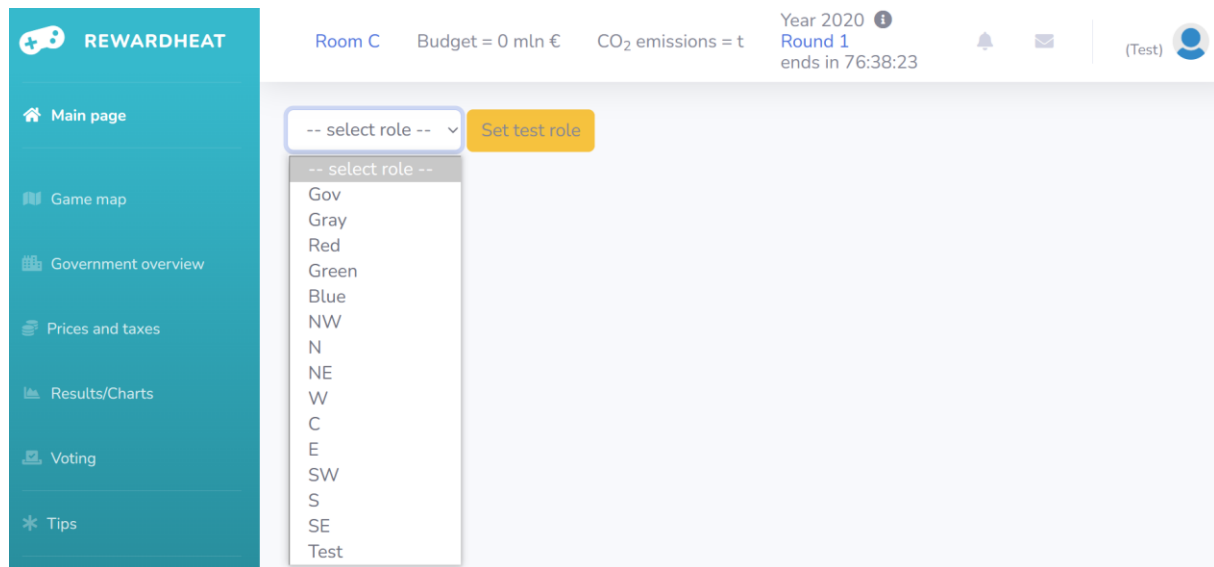 REWARDHEAT
Room C
Budget = 0 mln €
CO₂ emissions = t
Year 2020
Round 1
ends in 76:38:23
(Test)
Main page
Game map
Government overview
Prices and taxes
Results/Charts
Voting
Tips
-- select role --
Set test role
-- select role --
Gov
Gray
Red
Green
Blue
NW
N
NE
W
C
E
SW
S
SE
Test